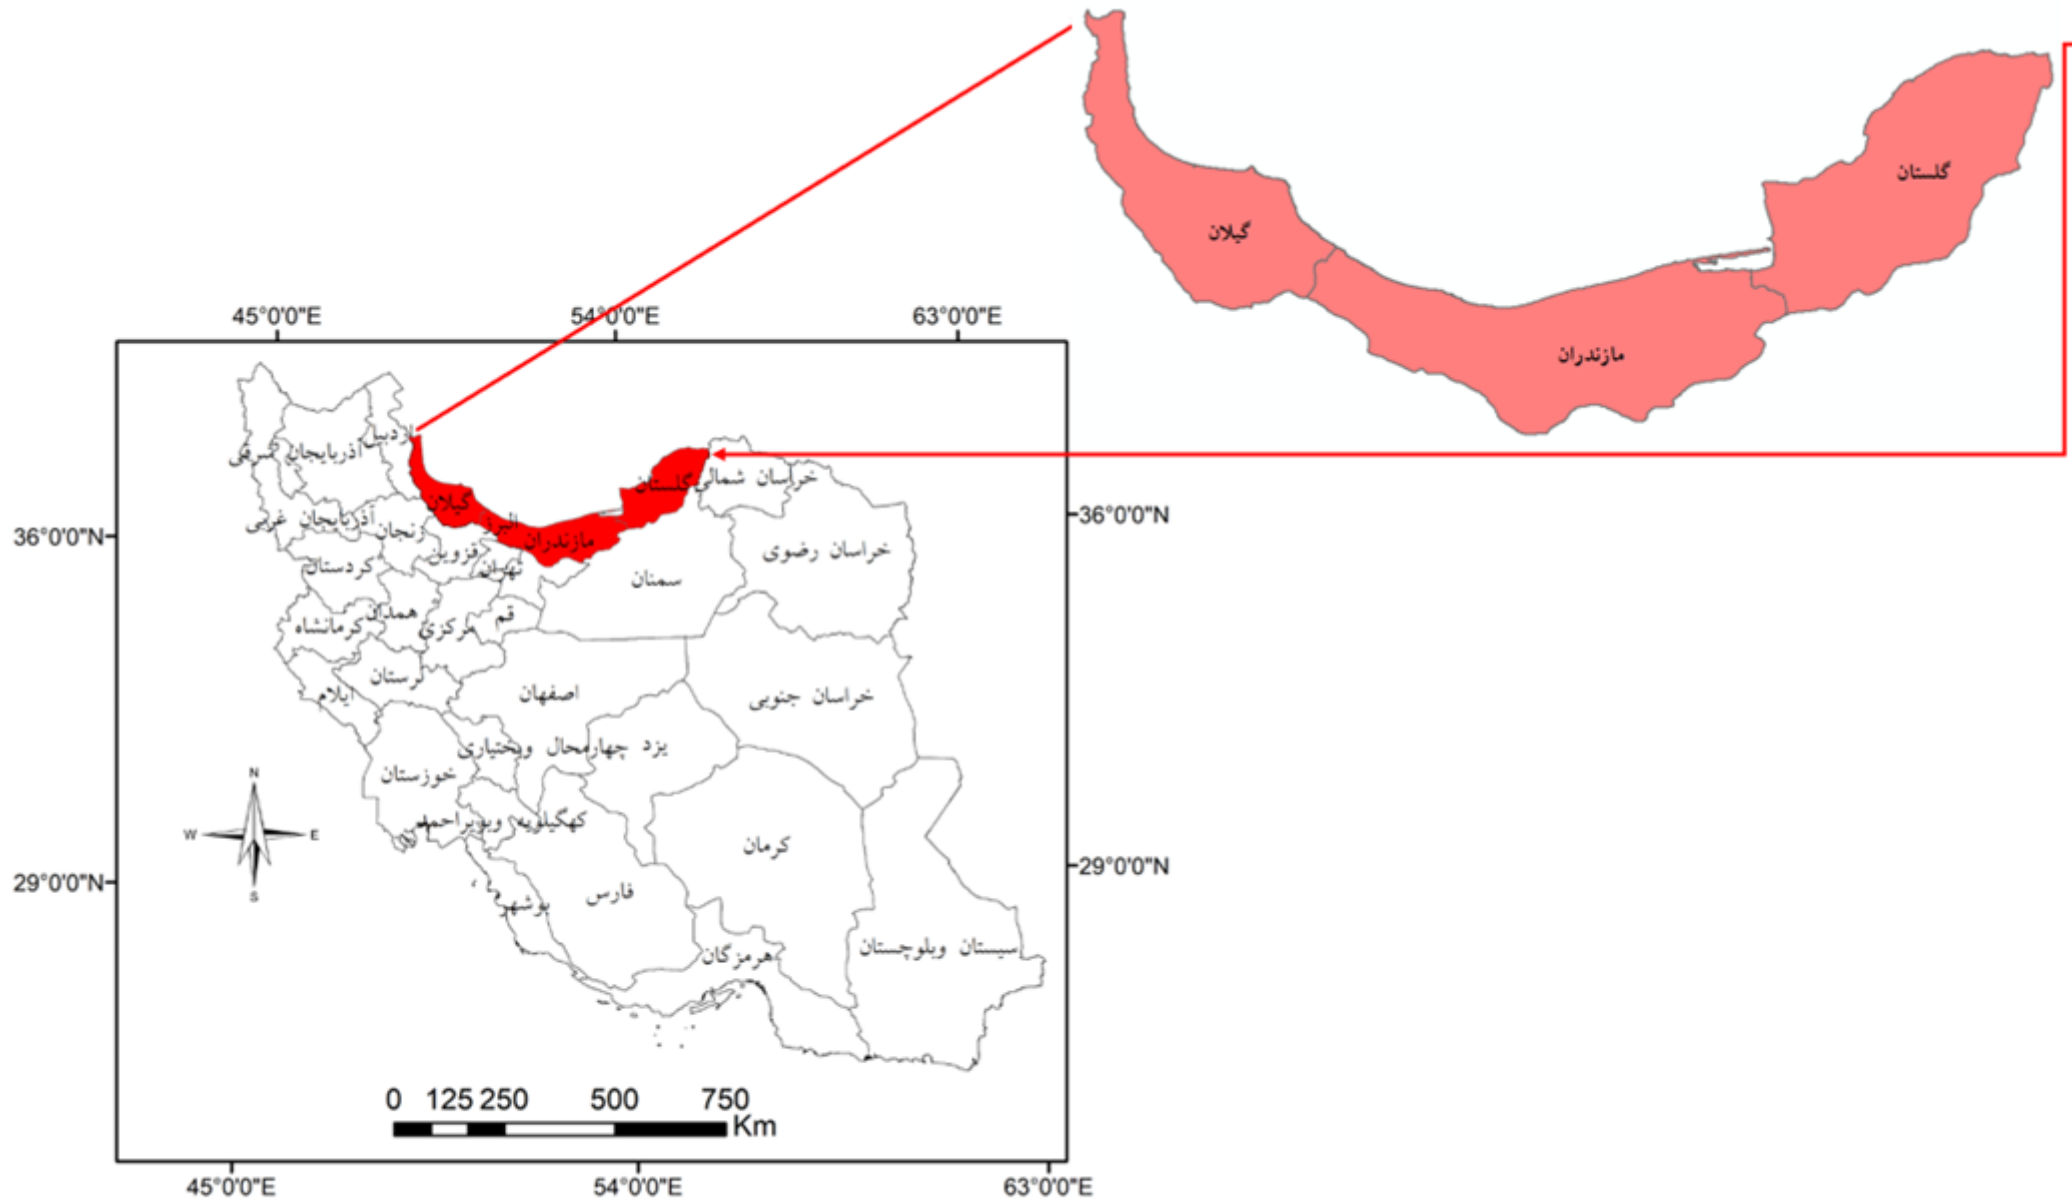 گلستان
گیلان
مازندران
45°0'0"E 54°0'0"E 63°0'0"E
اردبیل
آذربایجان شرقی
خراسان شمالی
گلستان
گیلان
البرز
36°0'0"N
آذربایجان غربی
زنجان
36°0'0"N
مازندران
قزوین
خراسان رضوی
کردستان
تهران
سمنان
همدان
قم
کرمانشاه
مرکزی
لرستان
ایلام
اصفهان
خراسان جنوبی
یزد
چهارمحال وبختیاری
خوزستان
N
W E
S
کهگیلویه وبویراحمد
کرمان
29°0'0"N
29°0'0"N
فارس
بوشهر
سیستان وبلوچستان
هرمزگان
0 125 250 500 750
Km
45°0'0"E 54°0'0"E 63°0'0"E